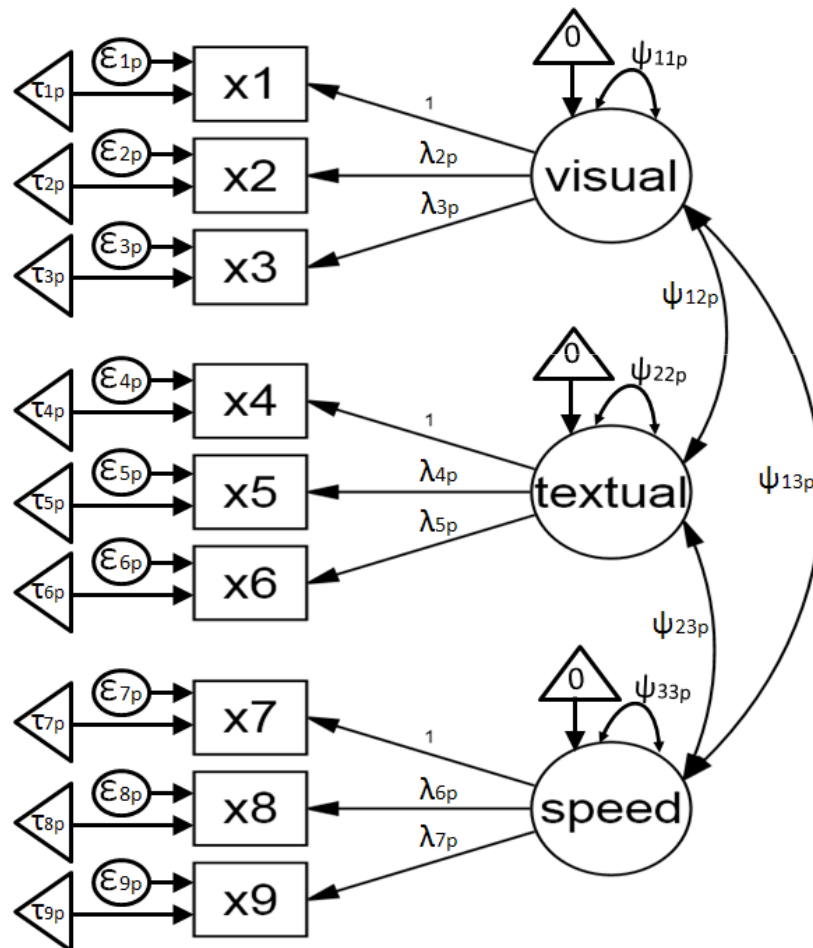 0
ψ11p
ε1p
τ1p
x1
1
visual
ε2p
τ2p
x2
λ2p
ε3p
τ3p
x3
λ3p
ψ12p
0
ψ22p
ε4p
τ4p
x4
1
textual
ε5p
τ5p
x5
λ4p
ψ13p
ε6p
τ6p
x6
λ5p
ψ23p
0
ψ33p
ε7p
τ7p
x7
1
speed
ε8p
τ8p
x8
λ6p
ε9p
τ9p
x9
λ7p